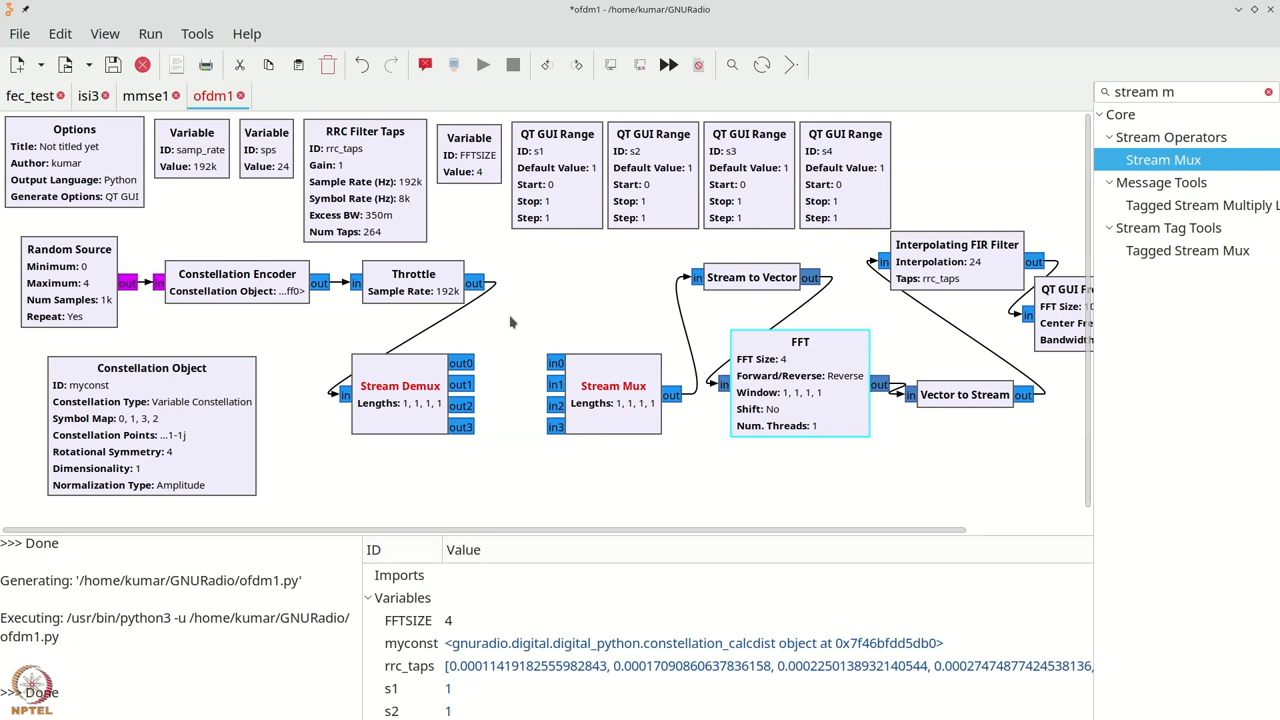 *ofdm1 - /home/kumar/GNURadio
File Edit View Run Tools Help
fec_test isi3 mmse1 ofdm1
stream m
Core
Stream Operators
Stream Mux
Message Tools
Tagged Stream Multiply L
Stream Tag Tools
Tagged Stream Mux
Options
Title: Not titled yet
Author: kumar
Output Language: Python
Generate Options: QT GUI
Variable
ID: samp_rate
Value: 192k
Variable
ID: sps
Value: 24
RRC Filter Taps
ID: rrc_taps
Gain: 1
Sample Rate (Hz): 192k
Symbol Rate (Hz): 8k
Excess BW: 350m
Num Taps: 264
Variable
ID: FFTSIZE
Value: 4
QT GUI Range
ID: s1
Default Value: 1
Start: 0
Stop: 1
Step: 1
QT GUI Range
ID: s2
Default Value: 1
Start: 0
Stop: 1
Step: 1
QT GUI Range
ID: s3
Default Value: 1
Start: 0
Stop: 1
Step: 1
QT GUI Range
ID: s4
Default Value: 1
Start: 0
Stop: 1
Step: 1
Random Source
Minimum: 0
Maximum: 4
Num Samples: 1k
Repeat: Yes
out
in
Constellation Encoder
Constellation Object: ...ff0>
out
in
Throttle
Sample Rate: 192k
out
in
Stream to Vector
out
in
Interpolating FIR Filter
Interpolation: 24
Taps: rrc_taps
out
in
QT GUI Fr
FFT Size: 10
Center Fre
Bandwidt
Constellation Object
ID: myconst
Constellation Type: Variable Constellation
Symbol Map: 0, 1, 3, 2
Constellation Points: ...1-1j
Rotational Symmetry: 4
Dimensionality: 1
Normalization Type: Amplitude
in
Stream Demux
Lengths: 1, 1, 1, 1
out0
out1
out2
out3
in0
in1
in2
in3
Stream Mux
Lengths: 1, 1, 1, 1
out
in
FFT
FFT Size: 4
Forward/Reverse: Reverse
Window: 1, 1, 1, 1
Shift: No
Num. Threads: 1
out
in
Vector to Stream
out
>>> Done
Generating: '/home/kumar/GNURadio/ofdm1.py'
Executing: /usr/bin/python3 -u /home/kumar/GNURadio/
ofdm1.py
>>> Done
NPTEL
ID Value
Imports
Variables
FFTSIZE 4
myconst <gnuradio.digital.digital_python.constellation_calcdist object at 0x7f46bfdd5db0>
rrc_taps [0.00011419182555982843, 0.00017090860637836158, 0.0002250138932140544, 0.00027474877424538136,
s1 1
s2 1